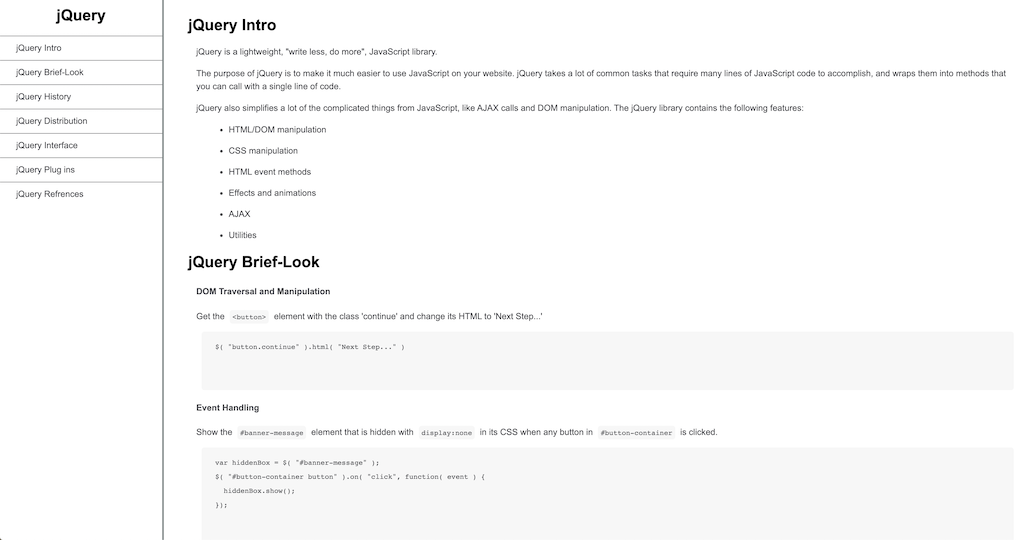 jQuery
jQuery Intro
jQuery Brief-Look
jQuery History
jQuery Distribution
jQuery Interface
jQuery Plug ins
jQuery Refrences
jQuery Intro
jQuery is a lightweight, "write less, do more", JavaScript library.
The purpose of jQuery is to make it much easier to use JavaScript on your website. jQuery takes a lot of common tasks that require many lines of JavaScript code to accomplish, and wraps them into methods that
you can call with a single line of code.
jQuery also simplifies a lot of the complicated things from JavaScript, like AJAX calls and DOM manipulation. The jQuery library contains the following features:
• HTML/DOM manipulation
• CSS manipulation
• HTML event methods
• Effects and animations
• AJAX
• Utilities
jQuery Brief-Look
DOM Traversal and Manipulation
Get the <button> element with the class 'continue' and change its HTML to 'Next Step...'
$( "button.continue" ).html( "Next Step..." )
Event Handling
Show the #banner-message element that is hidden with display:none in its CSS when any button in #button-container is clicked.
var hiddenBox = $( "#banner-message" );
$( "#button-container button" ).on( "click", function( event ) {
  hiddenBox.show();
});